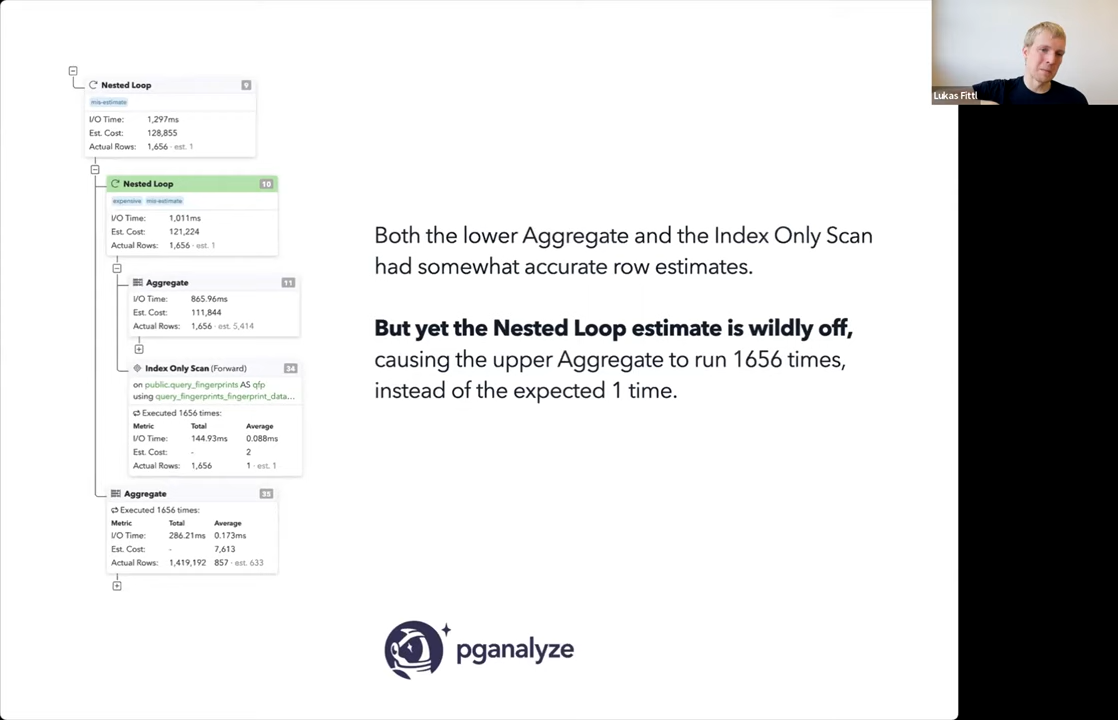 Lukas Fittl
Nested Loop 9
mis-estimate
I/O Time: 1,297ms
Est. Cost: 128,855
Actual Rows: 1,656 · est. 1
Nested Loop 10
expensive mis-estimate
I/O Time: 1,011ms
Est. Cost: 121,224
Actual Rows: 1,656 · est. 1
Aggregate 11
I/O Time: 865.96ms
Est. Cost: 111,844
Actual Rows: 1,656 · est. 5,414
Index Only Scan (Forward) 34
on public.query_fingerprints AS qfp
using query_fingerprints_fingerprint_data...
Executed 1656 times:
Metric Total Average
I/O Time: 144.93ms 0.088ms
Est. Cost: - 2
Actual Rows: 1,656 1 · est. 1
Aggregate 35
Executed 1656 times:
Metric Total Average
I/O Time: 286.21ms 0.173ms
Est. Cost: - 7,613
Actual Rows: 1,419,192 857 · est. 633
Both the lower Aggregate and the Index Only Scan
had somewhat accurate row estimates.
But yet the Nested Loop estimate is wildly off,
causing the upper Aggregate to run 1656 times,
instead of the expected 1 time.
pganalyze